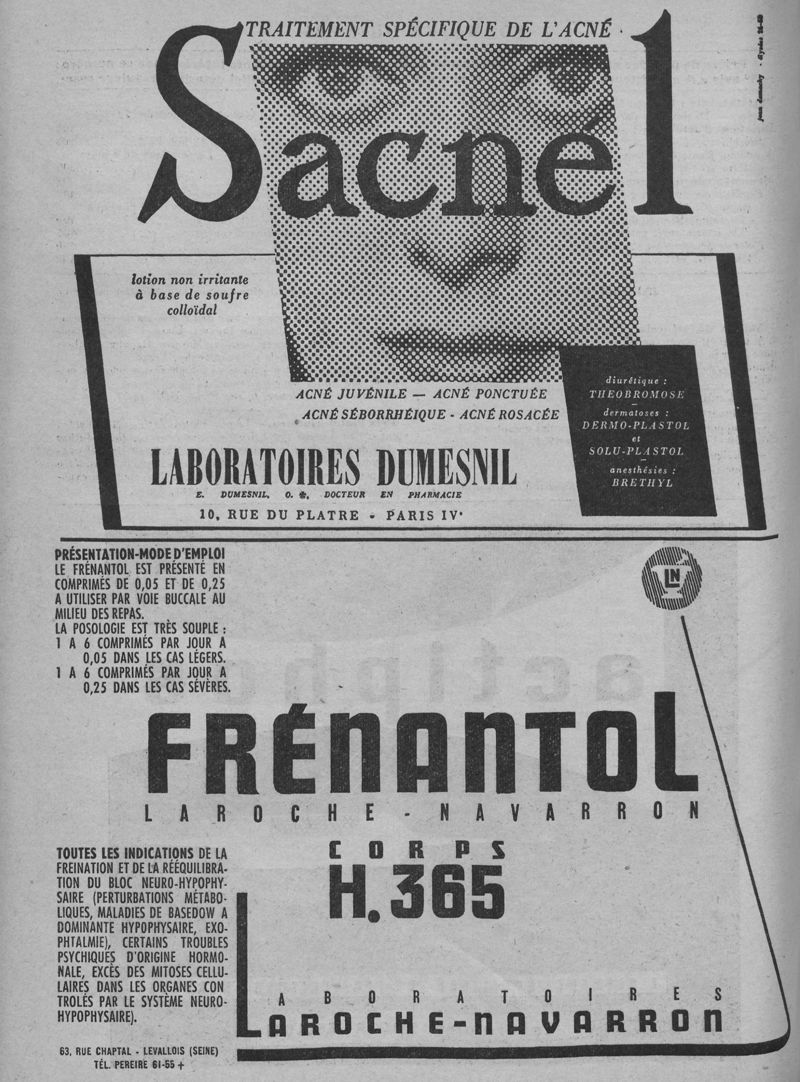 TRAITEMENT SPÉCIFIQUE DE L'ACNÉ
Sacnél
lotion non irritante
à base de soufre
colloïdal
ACNÉ JUVÉNILE — ACNÉ PONCTUÉE
ACNÉ SÉBORRHÉIQUE - ACNÉ ROSACÉE
diurétique :
THEOBROMOSE
dermatoses :
DERMO-PLASTOL
et
SOLU-PLASTOL
anesthésies :
BRETHYL
LABORATOIRES DUMESNIL
E. DUMESNIL, O. ✻, DOCTEUR EN PHARMACIE
10, RUE DU PLATRE - PARIS IVᵉ
PRÉSENTATION-MODE D'EMPLOI
LE FRÉNANTOL EST PRÉSENTÉ EN
COMPRIMÉS DE 0,05 ET DE 0,25
A UTILISER PAR VOIE BUCCALE AU
MILIEU DES REPAS.
LA POSOLOGIE EST TRÈS SOUPLE :
1 A 6 COMPRIMÉS PAR JOUR A
0,05 DANS LES CAS LÉGERS.
1 A 6 COMPRIMÉS PAR JOUR A
0,25 DANS LES CAS SÉVÈRES.
LN
FRÉNANTOL
LAROCHE-NAVARRON
CORPS
H.365
TOUTES LES INDICATIONS DE LA
FREINATION ET DE LA RÉÉQUILIBRA-
TION DU BLOC NEURO-HYPOPHY-
SAIRE (PERTURBATIONS MÉTABO-
LIQUES, MALADIES DE BASEDOW A
DOMINANTE HYPOPHYSAIRE, EXO-
PHTALMIE), CERTAINS TROUBLES
PSYCHIQUES D'ORIGINE HORMO-
NALE, EXCÈS DES MITOSES CELLU-
LAIRES DANS LES ORGANES CON
TROLÉS PAR LE SYSTÈME NEURO-
HYPOPHYSAIRE).
LABORATOIRES
LAROCHE-NAVARRON
63, RUE CHAPTAL - LEVALLOIS (SEINE)
TÉL. PEREIRE 61-55 +